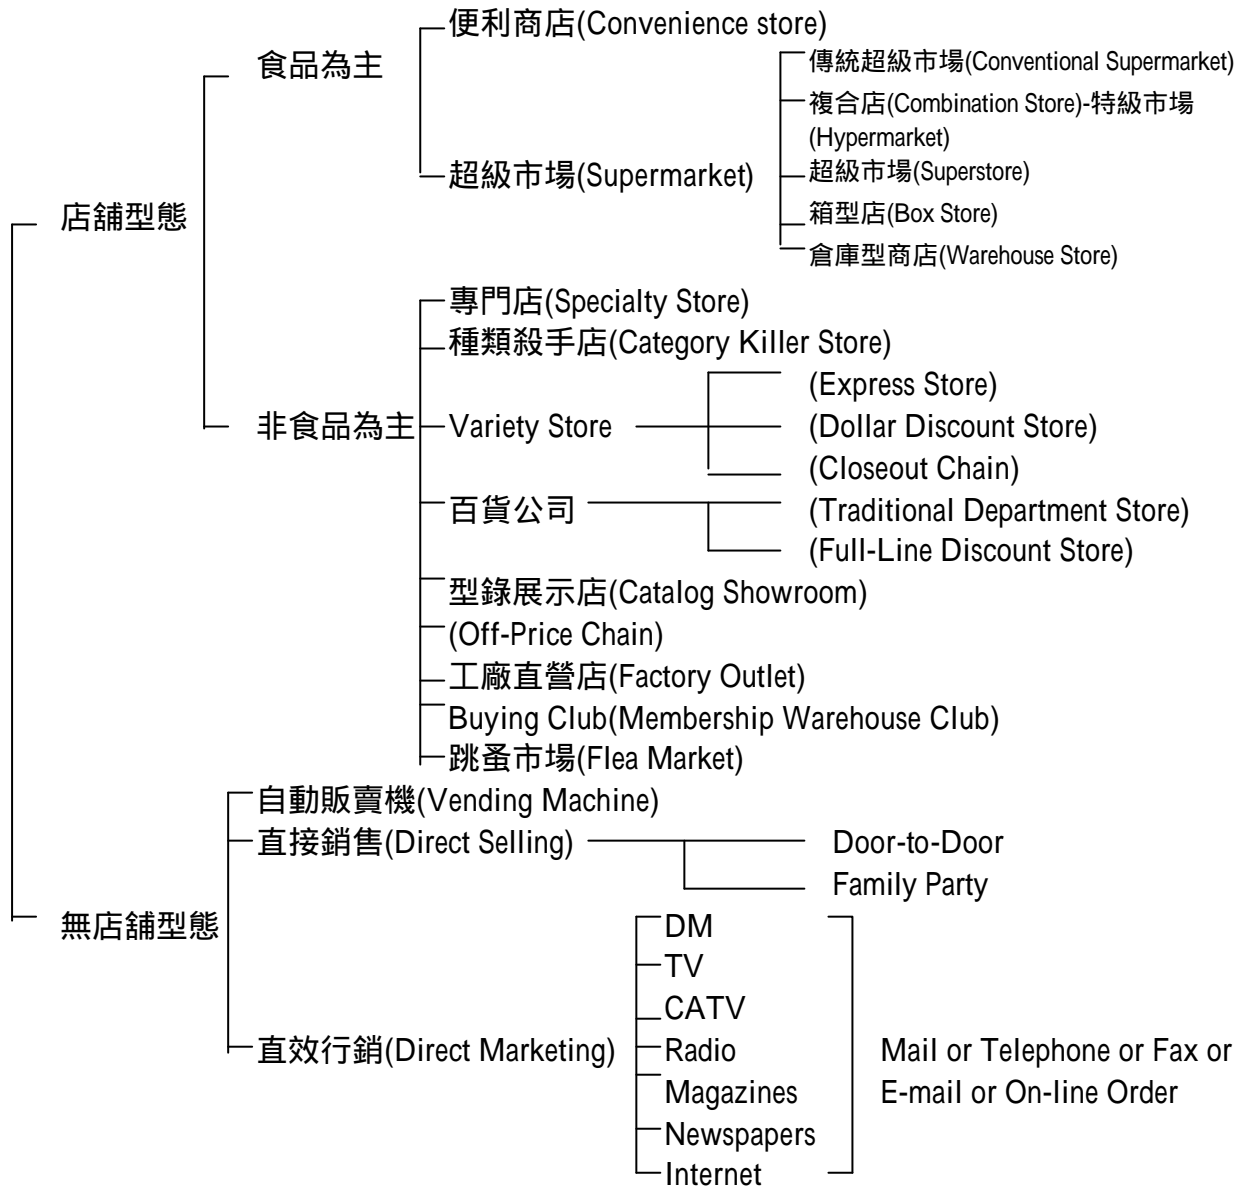 便利商店(Convenience store)
食品為主
傳統超級市場(Conventional Supermarket)
複合店(Combination Store)-特級市場
(Hypermarket)
超級市場(Supermarket)
超級市場(Superstore)
店舖型態
箱型店(Box Store)
倉庫型商店(Warehouse Store)
專門店(Specialty Store)
種類殺手店(Category Killer Store)
(Express Store)
非食品為主
Variety Store
(Dollar Discount Store)
(Closeout Chain)
百貨公司
(Traditional Department Store)
(Full-Line Discount Store)
型錄展示店(Catalog Showroom)
(Off-Price Chain)
工廠直營店(Factory Outlet)
Buying Club(Membership Warehouse Club)
跳蚤市場(Flea Market)
自動販賣機(Vending Machine)
直接銷售(Direct Selling)
Door-to-Door
Family Party
無店舖型態
DM
TV
CATV
直效行銷(Direct Marketing)
Radio
Magazines
Newspapers
Internet
Mail or Telephone or Fax or
E-mail or On-line Order